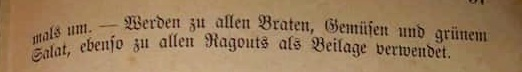 mals um. — Werden zu allen Braten, Gemüsen und grünem
Salat, ebenso zu allen Ragouts als Beilage verwendet.